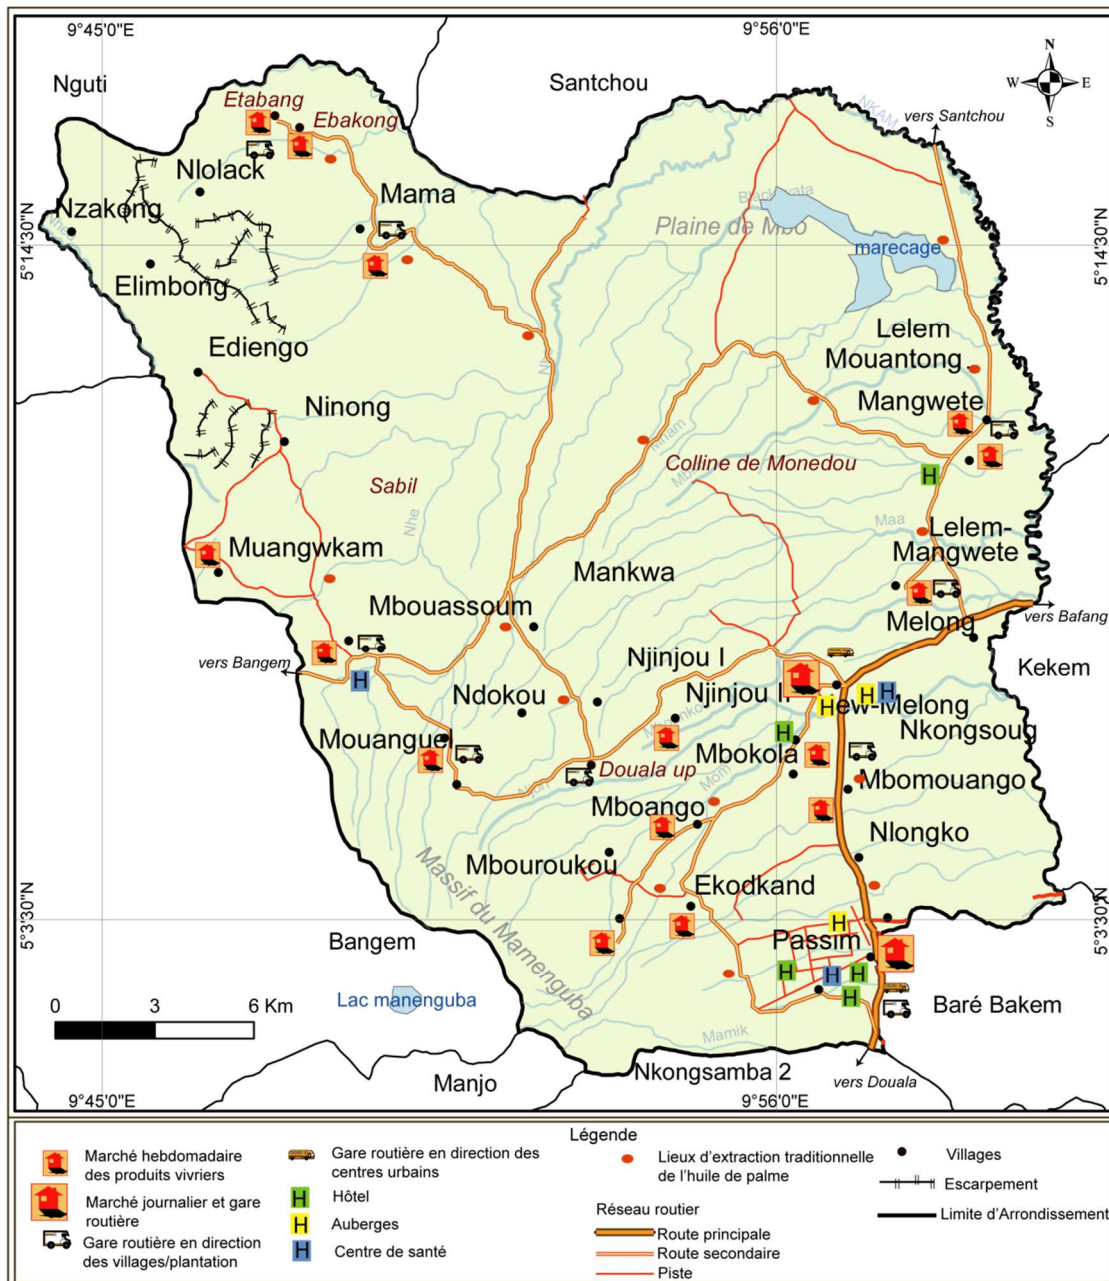 9°45'0"E
9°56'0"E
Nguti
Santchou
N
W E
S
Etabang
Ebakong
NKAM
vers Santchou
Nlolack
Mama
Nzakong
Plaine de Mbo
5°14'30"N
5°14'30"N
marecage
Elimbong
Lelem
Ediengo
Mouantong
Mangwete
Ninong
Colline de Monedou
Sabil
Nhe
Maa
Lelem-
Mangwete
Muangwkam
Mankwa
Mbouassoum
Melong
vers Bafang
Njinjou I
vers Bangem
Kekem
Ndokou
Njinjou II
New-Melong
Nkongsoug
Mouanguel
Mbokola
Douala up
Mbomouango
Mboango
Nlongko
Mbouroukou
Ekodkand
Massif du Mamenguba
5°3'30"N
5°3'30"N
Bangem
Passim
0 3 6 Km
Lac manenguba
Baré Bakem
Mamik
Manjo
Nkongsamba 2
vers Douala
9°45'0"E
9°56'0"E
Légende
Marché hebdomadaire
des produits vivriers
Marché journalier et gare
routière
Gare routière en direction
des villages/plantation
Gare routière en direction des
centres urbains
H Hôtel
H Auberges
H Centre de santé
Lieux d'extraction traditionnelle
de l'huile de palme
Réseau routier
Route principale
Route secondaire
Piste
Villages
Escarpement
Limite d'Arrondissement